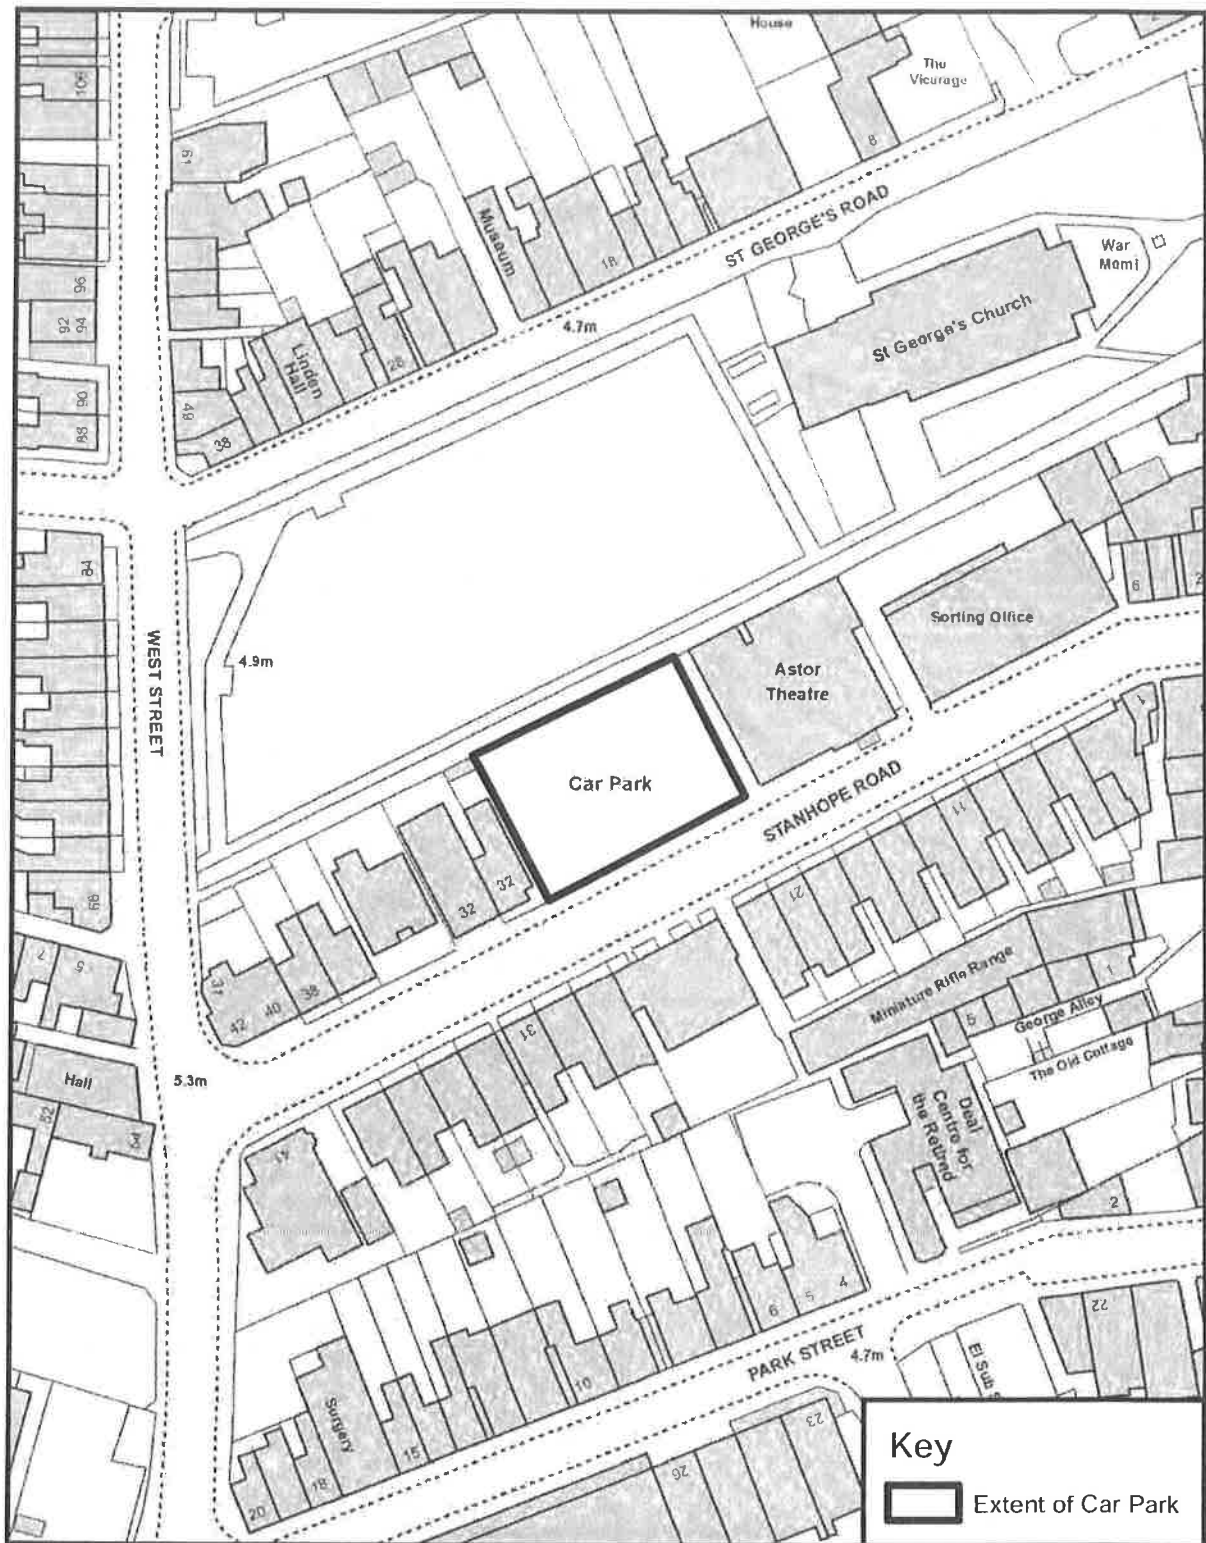 House
The
Vicarage
106
8
61
ST GEORGE'S ROAD
Museum
18
War
Meml
96
92
94
4.7m
St George's Church
Linden
Hall
26
90
88
49
38
84
Sorting Office
6
2
WEST STREET
4.9m
Astor
Theatre
Car Park
STANHOPE ROAD
1
11
21
32
32
68
7
5
37
42
40
38
Miniature Rifle Range
1
5
George Alley
The Old Cottage
31
5.3m
Hall
52
54
41
Deal
Centre for
the Retired
2
6
5
4
PARK STREET
4.7m
22
El Sub S
10
Surgery
15
18
20
23
26
Key
Extent of Car Park